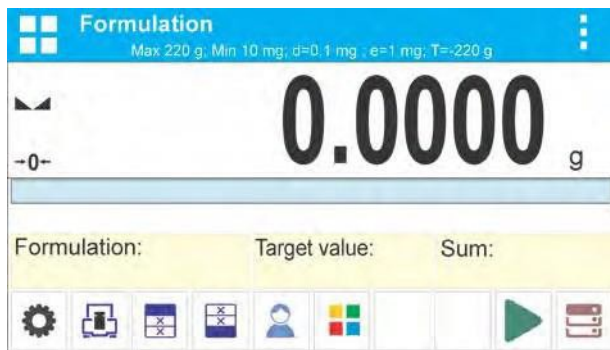 Formulation
Max 220 g; Min 10 mg; d=0,1 mg ; e=1 mg; T=-220 g
0.0000 g
→0←
Formulation: Target value: Sum: